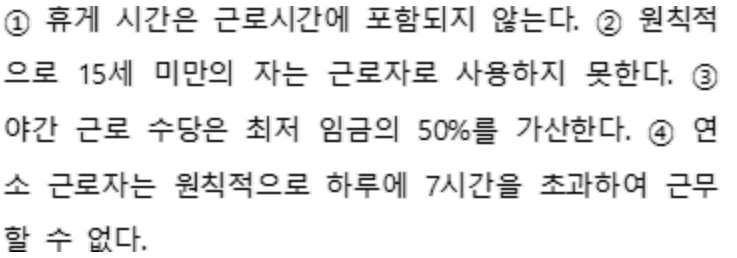 ① 휴게 시간은 근로시간에 포함되지 않는다. ② 원칙적
으로 15세 미만의 자는 근로자로 사용하지 못한다. ③
야간 근로 수당은 최저 임금의 50%를 가산한다. ④ 연
소 근로자는 원칙적으로 하루에 7시간을 초과하여 근무
할 수 없다.